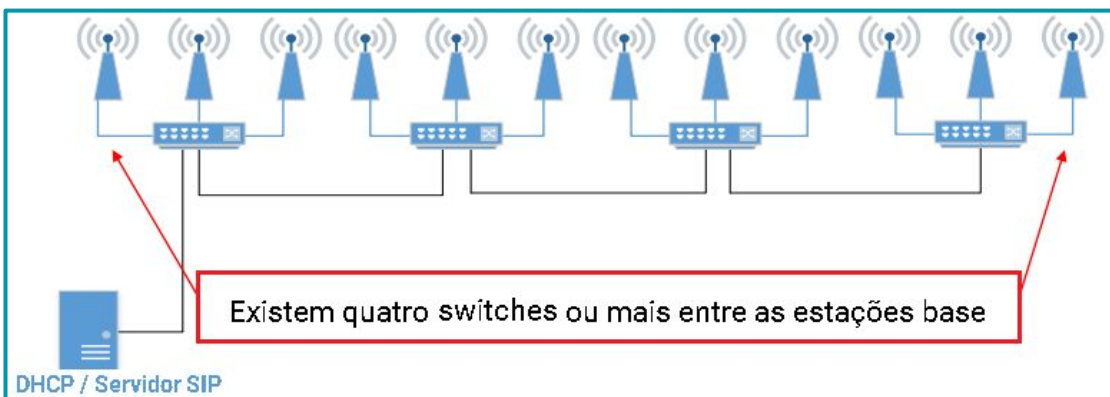 Existem quatro switches ou mais entre as estações base
DHCP / Servidor SIP